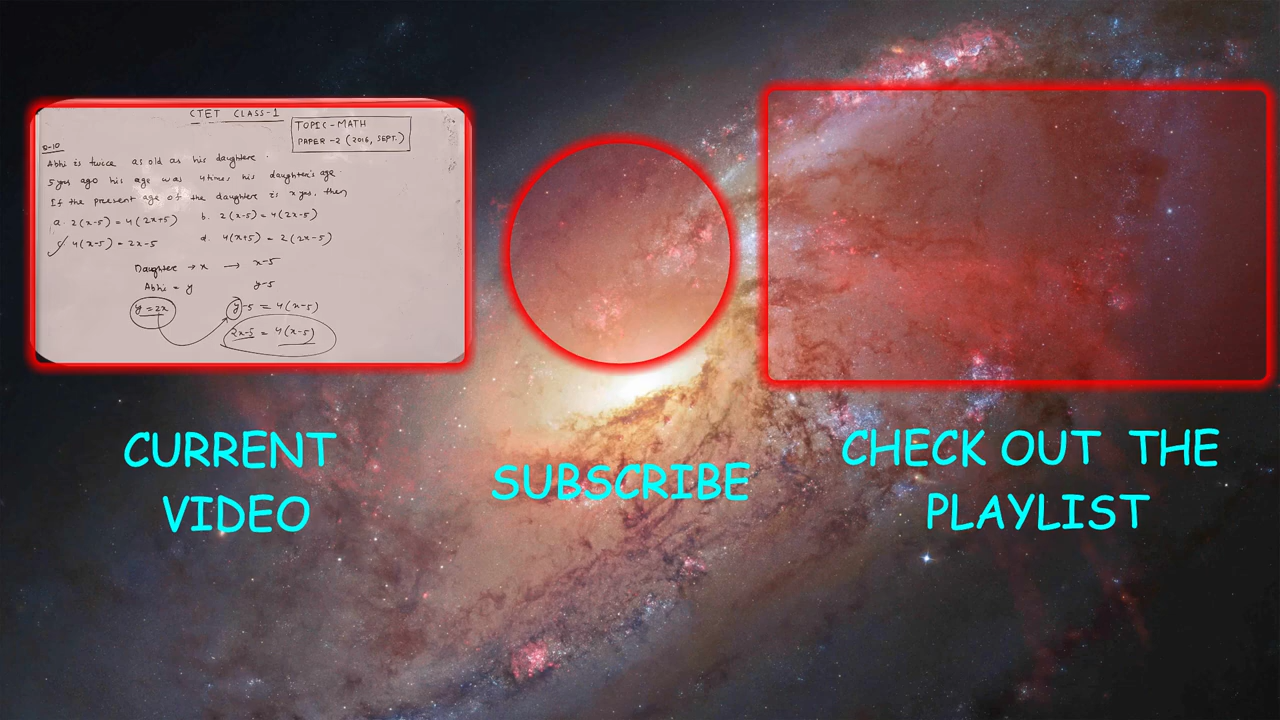 CTET CLASS-1
TOPIC-MATH
PAPER-2 (2016, SEPT.)
Q-10
Abhi is twice as old as his daughter.
5 yrs ago his age was 4 times his daughter's age.
If the present age of the daughter is x yrs. then
a. 2(x-5) = 4(2x+5) b. 2(x-5) = 4(2x-5)
c. 4(x-5) = 2x-5 d. 4(x+5) = 2(2x-5)
Daughter → x → x-5
Abhi = y y-5
y = 2x y-5 = 4(x-5)
2x-5 = 4(x-5)
CURRENT
VIDEO
SUBSCRIBE
CHECK OUT THE
PLAYLIST